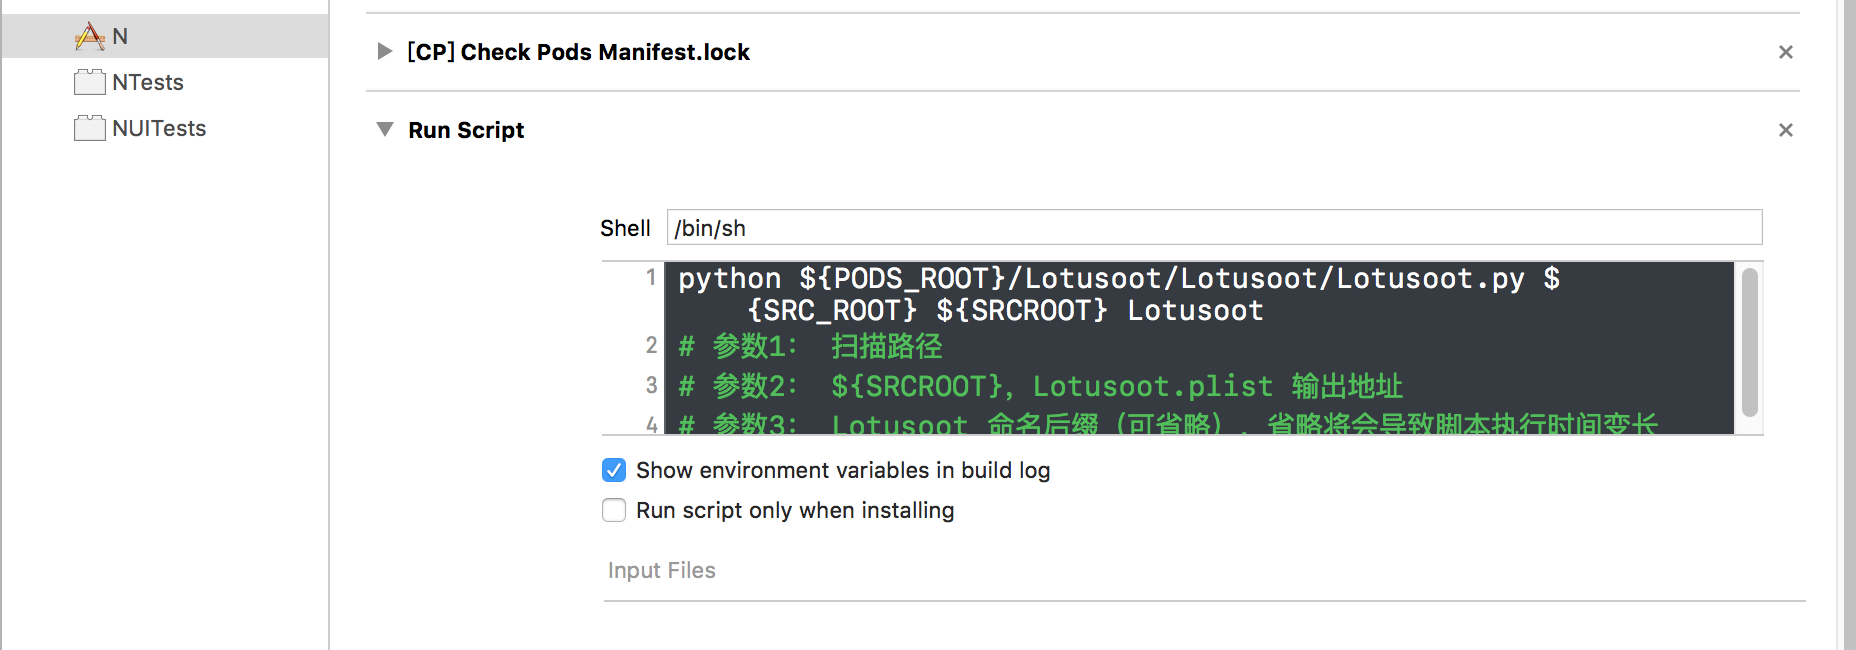 N
NTests
NUITests
[CP] Check Pods Manifest.lock
Run Script
Shell
/bin/sh
1 python ${PODS_ROOT}/Lotusoot/Lotusoot/Lotusoot.py $
{SRC_ROOT} ${SRCROOT} Lotusoot
2 # 参数1: 扫描路径
3 # 参数2: ${SRCROOT}, Lotusoot.plist 输出地址
4 # 参数3: Lotusoot 命名后缀（可省略），省略将会导致脚本执行时间变长
Show environment variables in build log
Run script only when installing
Input Files